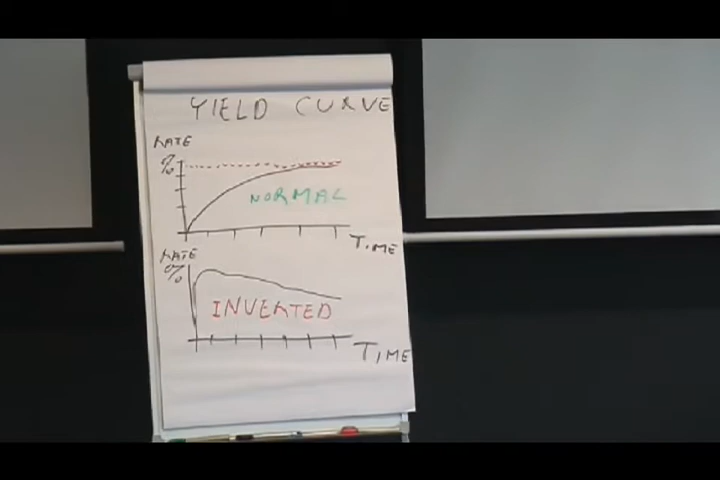 YIELD CURVE
RATE
%
NORMAL
TIME
RATE
%
INVERTED
TIME